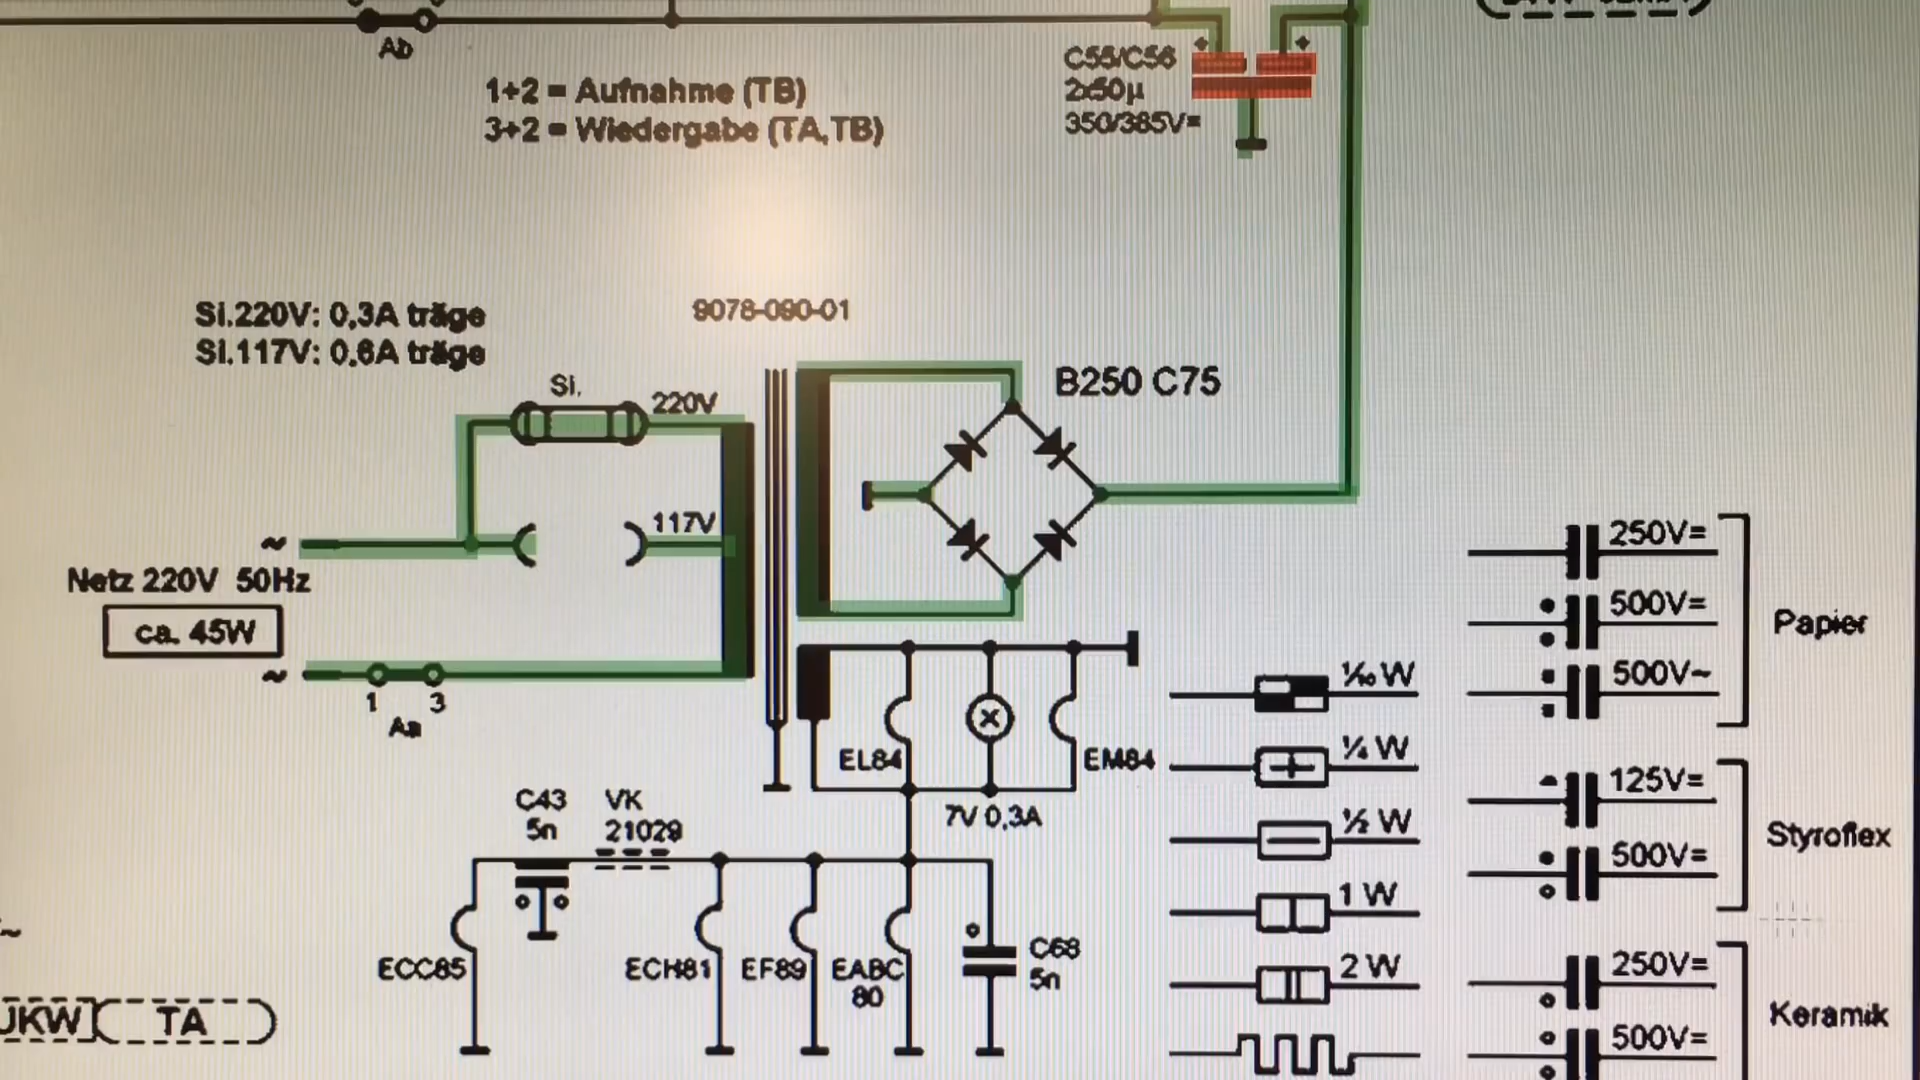 Ab
1+2 = Aufnahme (TB)
3+2 = Wiedergabe (TA,TB)
C55/C56
2x50µ
350/385V=
Si.220V: 0,3A träge
Si.117V: 0,6A träge
9078-090-01
Si.
220V
B250 C75
117V
~
Netz 220V 50Hz
ca. 45W
~
1
3
Aa
EL84
EM84
7V 0,3A
C43
5n
VK
21029
ECC85
ECH81
EF89
EABC
80
C68
5n
~
UKW
TA
1/10 W
1/4 W
1/2 W
1 W
2 W
250V=
500V=
500V~
Papier
125V=
500V=
Styroflex
250V=
500V=
Keramik